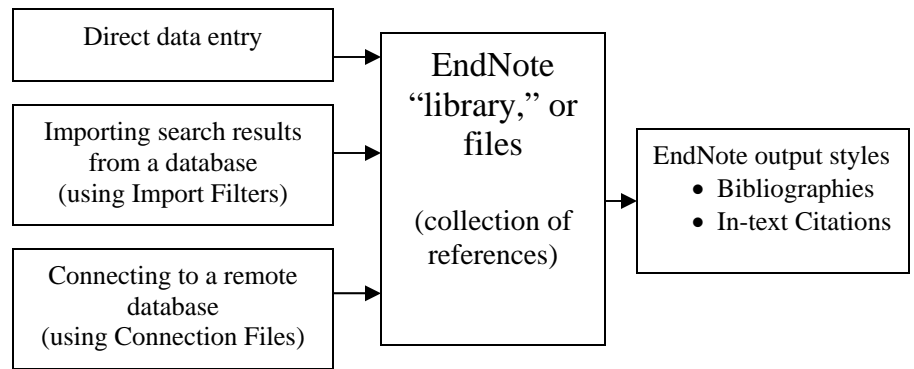 Direct data entry
Importing search results
from a database
(using Import Filters)
Connecting to a remote
database
(using Connection Files)
EndNote
“library,” or
files
(collection of
references)
EndNote output styles
• Bibliographies
• In-text Citations